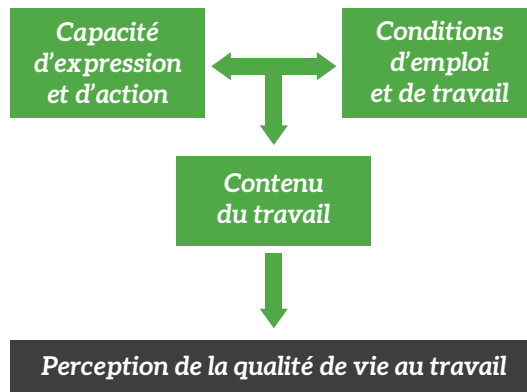 Capacité
d'expression
et d'action
Conditions
d'emploi
et de travail
Contenu
du travail
Perception de la qualité de vie au travail